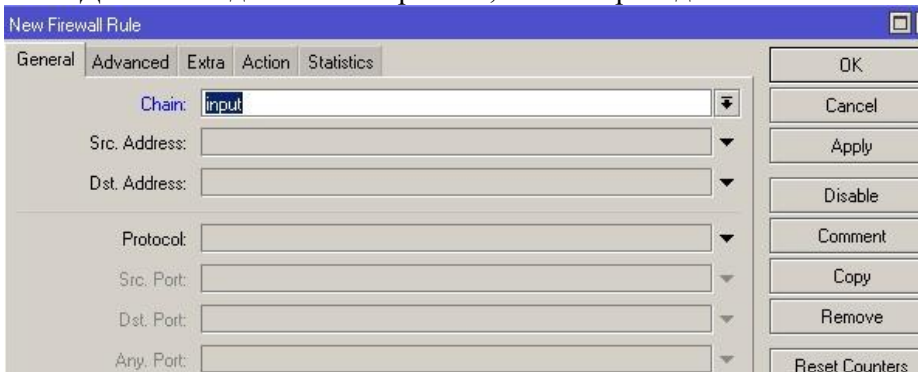 New Firewall Rule
General Advanced Extra Action Statistics
Chain: input
Src. Address:
Dst. Address:
Protocol:
Src. Port:
Dst. Port:
Any. Port:
OK
Cancel
Apply
Disable
Comment
Copy
Remove
Reset Counters